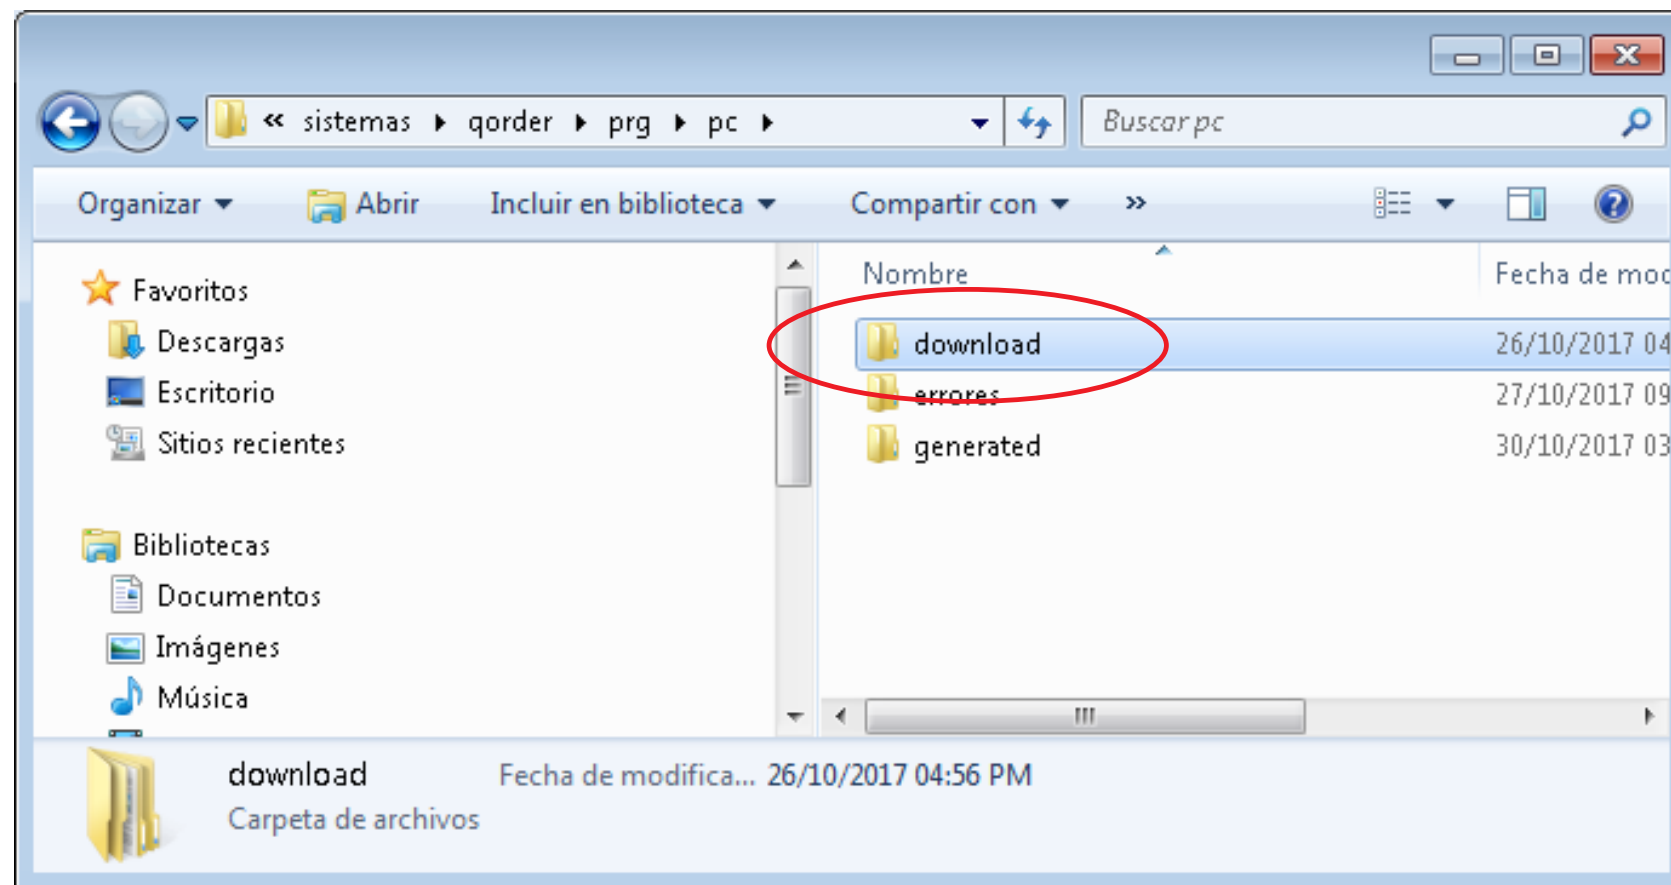 « sistemas qorder prg pc Buscar pc
Organizar Abrir Incluir en biblioteca Compartir con »
Nombre Fecha de mod
Favoritos
Descargas
Escritorio
Sitios recientes
Bibliotecas
Documentos
Imágenes
Música
download 26/10/2017 04
errores 27/10/2017 09
generated 30/10/2017 03
download Fecha de modifica... 26/10/2017 04:56 PM
Carpeta de archivos